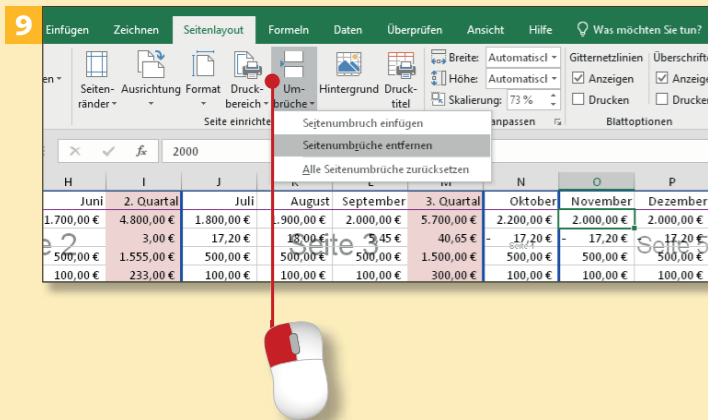 9
Einfügen Zeichnen Seitenlayout Formeln Daten Überprüfen Ansicht Hilfe Was möchten Sie tun?
en Seiten-ränder Ausrichtung Format Druck-bereich Um-brüche Hintergrund Druck-titel
Breite: Automatiscl Gitternetzlinien Überschrifte
Höhe: Automatiscl Anzeigen Anzeige
Skalierung: 73 % Drucken Drucke
Seite einrichte npassen Blattoptionen
Seitenumbruch einfügen
Seitenumbrüche entfernen
Alle Seitenumbrüche zurücksetzen
fx 2000
H I J K L M N O P
Juni 2. Quartal Juli August September 3. Quartal Oktober November Dezember
1.700,00 € 4.800,00 € 1.800,00 € 1.900,00 € 2.000,00 € 5.700,00 € 2.200,00 € 2.000,00 € 2.000,00 €
3,00 € 17,20 € 18,00 € 5,45 € 40,65 € - 17,20 € - 17,20 € - 17,20 €
e 2 Seite 3 Seite 5
500,00 € 1.555,00 € 500,00 € 500,00 € 500,00 € 1.500,00 € 500,00 € 500,00 € 500,00 €
100,00 € 233,00 € 100,00 € 100,00 € 100,00 € 300,00 € 100,00 € 100,00 € 100,00 €